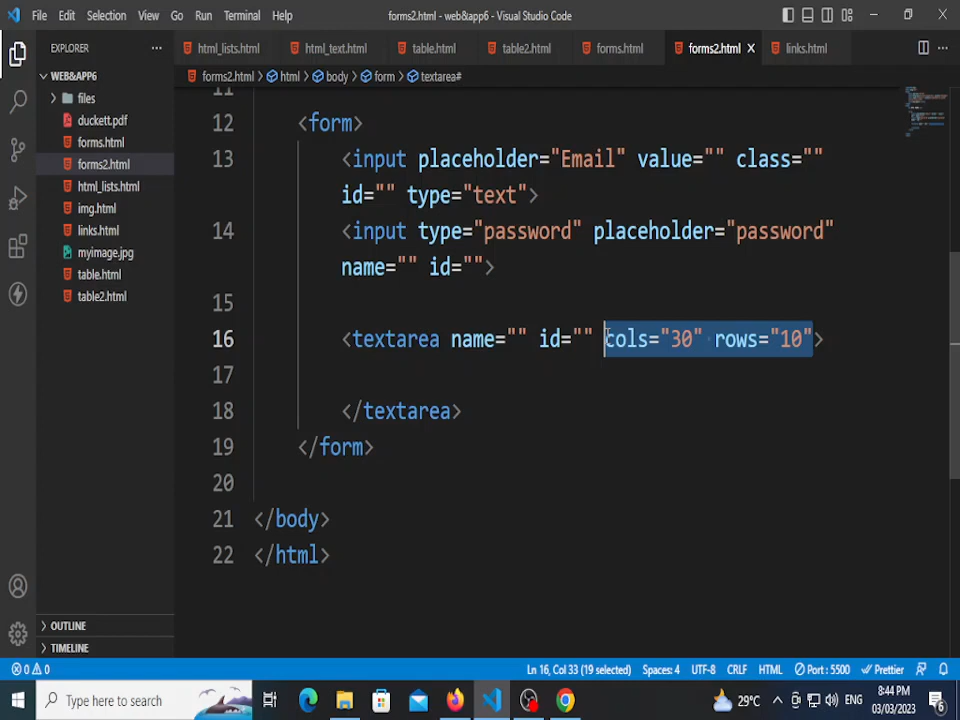 File Edit Selection View Go Run Terminal Help forms2.html - web&app6 - Visual Studio Code
EXPLORER
html_lists.html html_text.html table.html table2.html forms.html forms2.html links.html
forms2.html > html > body > form > textarea#
WEB&APP6
files
duckett.pdf
forms.html
forms2.html
html_lists.html
img.html
links.html
myimage.jpg
table.html
table2.html
OUTLINE
TIMELINE
11
12 <form>
13 <input placeholder="Email" value="" class=""
id="" type="text">
14 <input type="password" placeholder="password"
name="" id="">
15
16 <textarea name="" id="" cols="30" rows="10">
17
18 </textarea>
19 </form>
20
21 </body>
22 </html>
0 0 Ln 16, Col 33 (19 selected) Spaces: 4 UTF-8 CRLF HTML Port : 5500 Prettier
Type here to search 29°C ENG 8:44 PM
03/03/2023 6